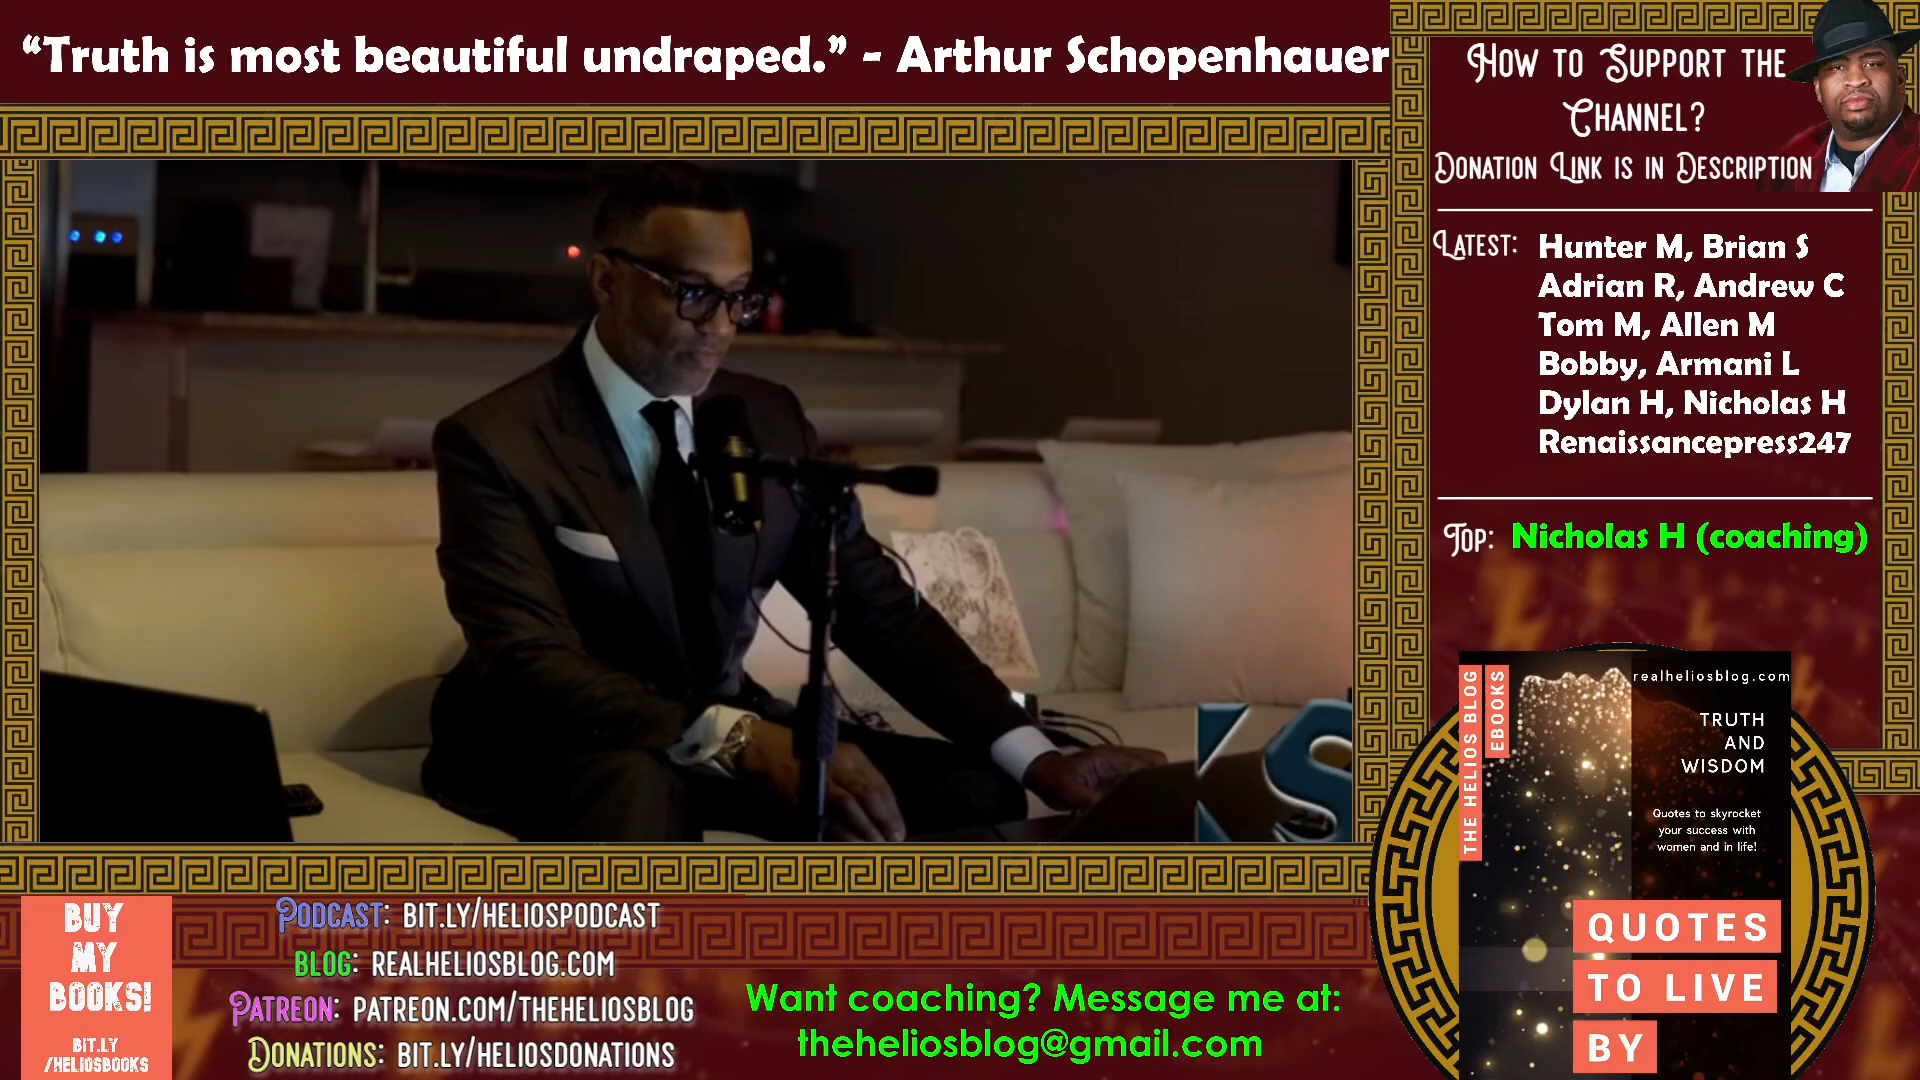 “Truth is most beautiful undraped.” - Arthur Schopenhauer
How to Support the
Channel?
Donation Link is in Description
Latest: Hunter M, Brian S
Adrian R, Andrew C
Tom M, Allen M
Bobby, Armani L
Dylan H, Nicholas H
Renaissancepress247
Top: Nicholas H (coaching)
KS
THE HELIOS BLOG
EBOOKS
realheliosblog.com
TRUTH
AND
WISDOM
Quotes to skyrocket
your success with
women and in life!
QUOTES
TO LIVE
BY
BUY
MY
BOOKS!
BIT.LY
/HELIOSBOOKS
Podcast: BIT.LY/HELIOSPODCAST
BLOG: REALHELIOSBLOG.COM
Patreon: PATREON.COM/THEHELIOSBLOG
Donations: BIT.LY/HELIOSDONATIONS
Want coaching? Message me at:
theheliosblog@gmail.com